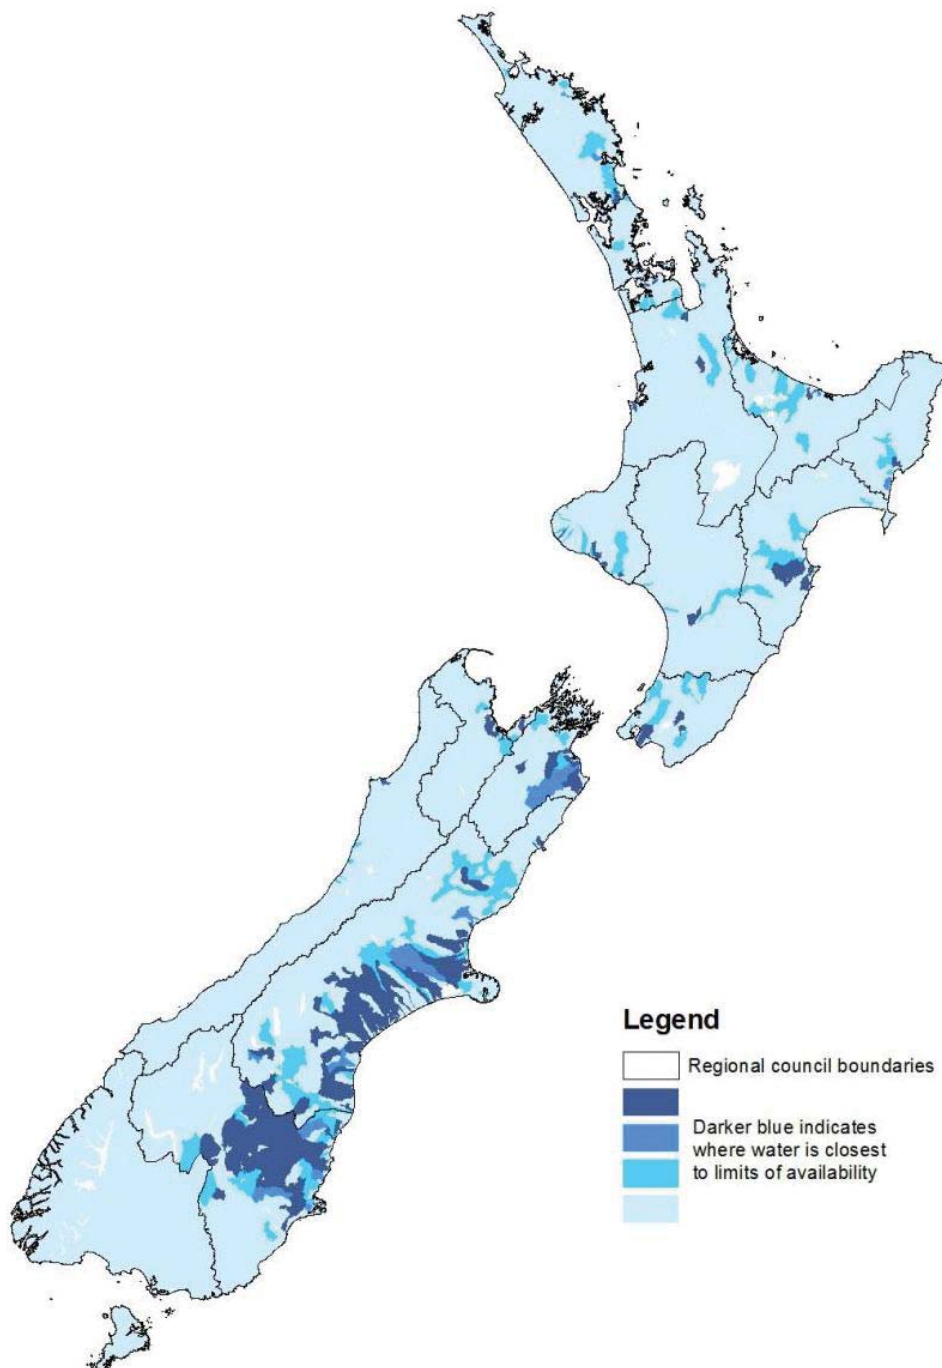 Legend
Regional council boundaries
Darker blue indicates
where water is closest
to limits of availability